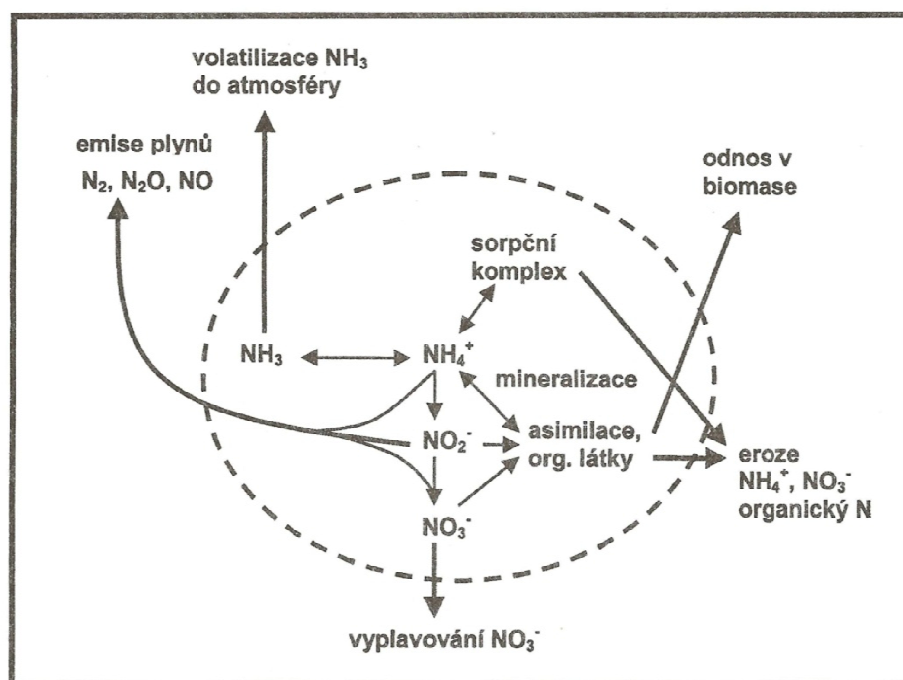 volatilizace NH₃
do atmosféry
emise plynů
N₂, N₂O, NO
odnos v
biomase
sorpční
komplex
NH₃
NH₄⁺
mineralizace
NO₂⁻
asimilace,
org. látky
eroze
NH₄⁺, NO₃⁻
organický N
NO₃⁻
vyplavování NO₃⁻